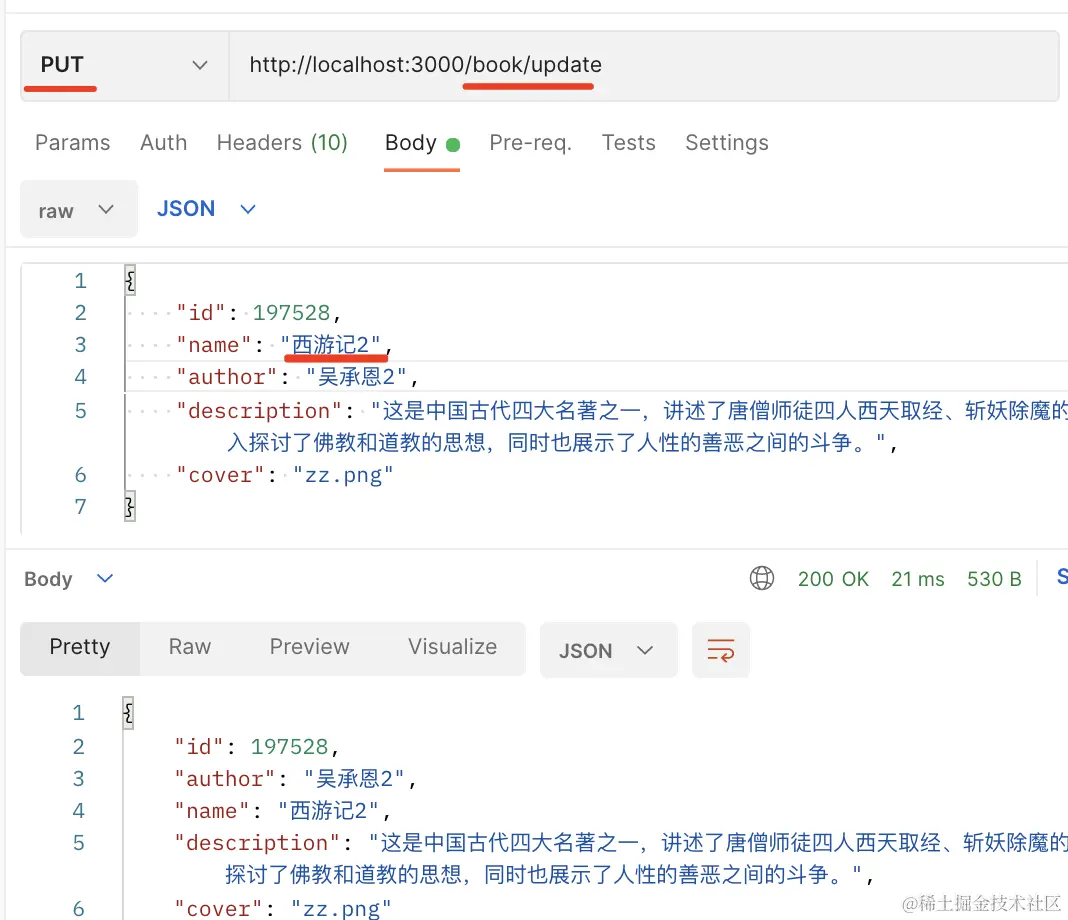 PUT http://localhost:3000/book/update
Params Auth Headers (10) Body Pre-req. Tests Settings
raw JSON
1 {
2 "id": 197528,
3 "name": "西游记2",
4 "author": "吴承恩2",
5 "description": "这是中国古代四大名著之一，讲述了唐僧师徒四人西天取经、斩妖除魔的
入探讨了佛教和道教的思想，同时也展示了人性的善恶之间的斗争。",
6 "cover": "zz.png"
7 }
Body 200 OK 21 ms 530 B S
Pretty Raw Preview Visualize JSON
1 {
2 "id": 197528,
3 "author": "吴承恩2",
4 "name": "西游记2",
5 "description": "这是中国古代四大名著之一，讲述了唐僧师徒四人西天取经、斩妖除魔的
探讨了佛教和道教的思想，同时也展示了人性的善恶之间的斗争。",
6 "cover": "zz.png"
@稀土掘金技术社区